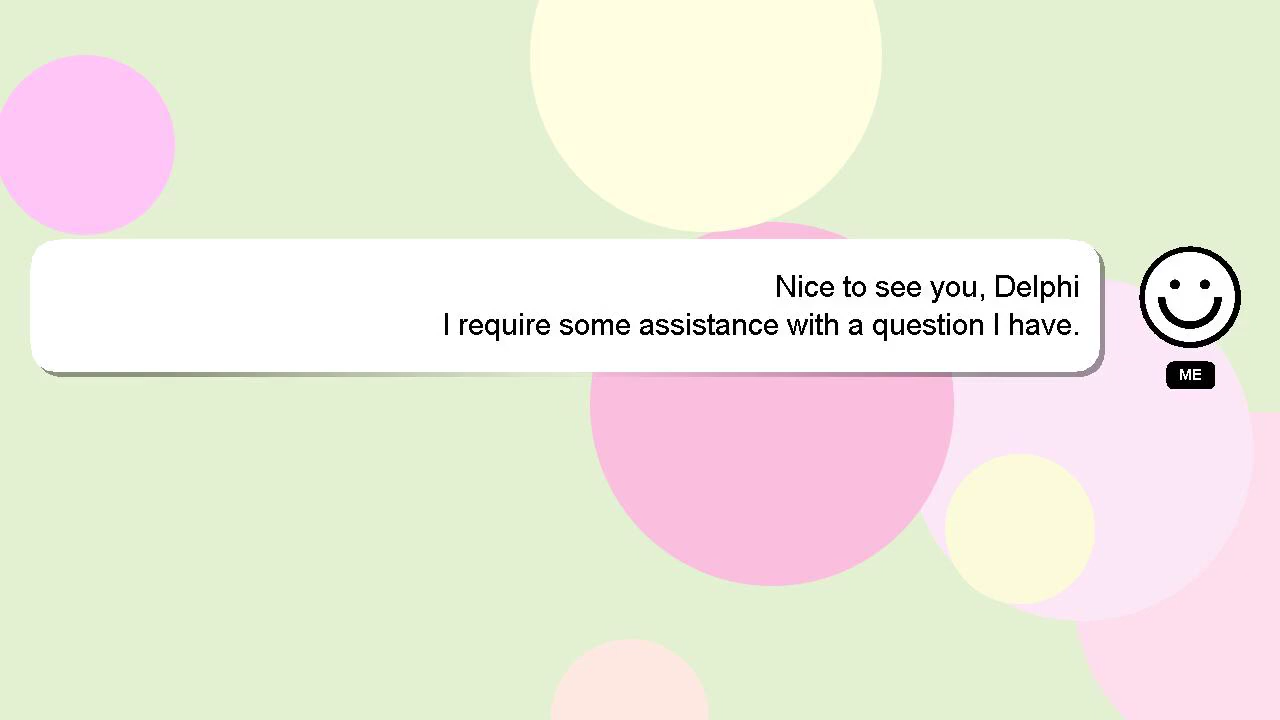 Nice to see you, Delphi
I require some assistance with a question I have.
ME